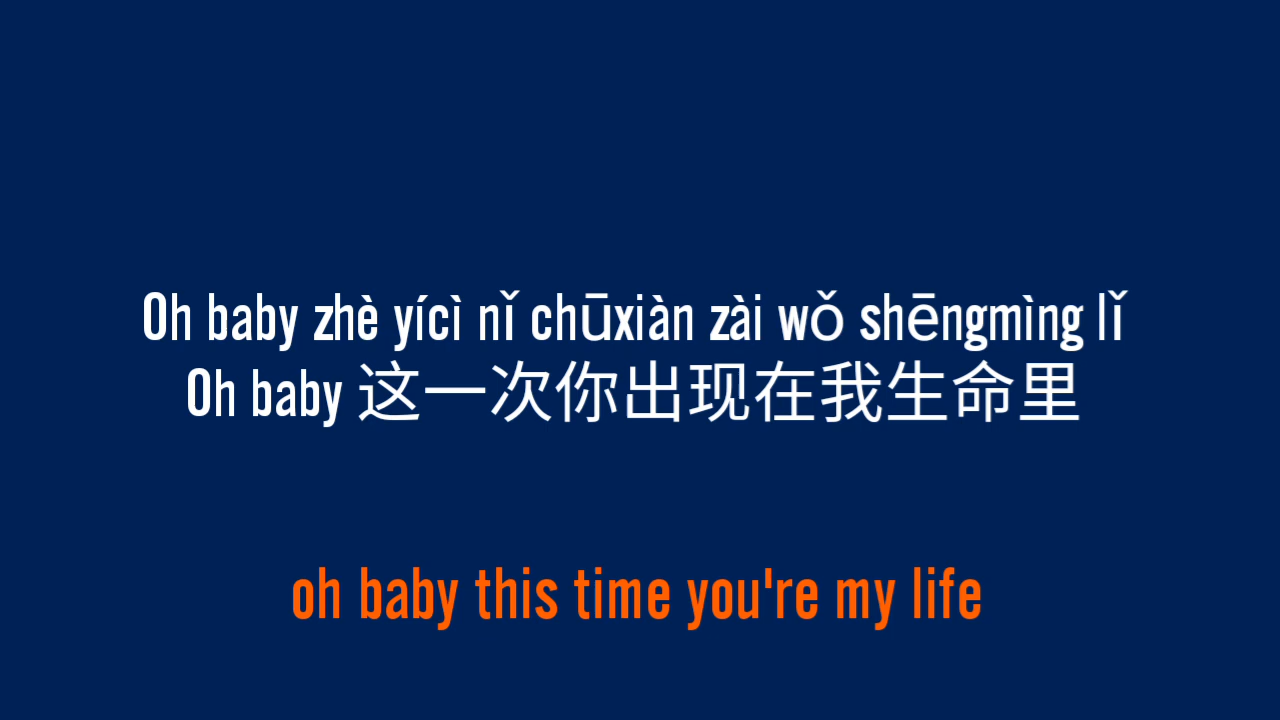 Oh baby zhè yícì nǐ chūxiàn zài wǒ shēngmìng lǐ
Oh baby 这一次你出现在我生命里
oh baby this time you're my life